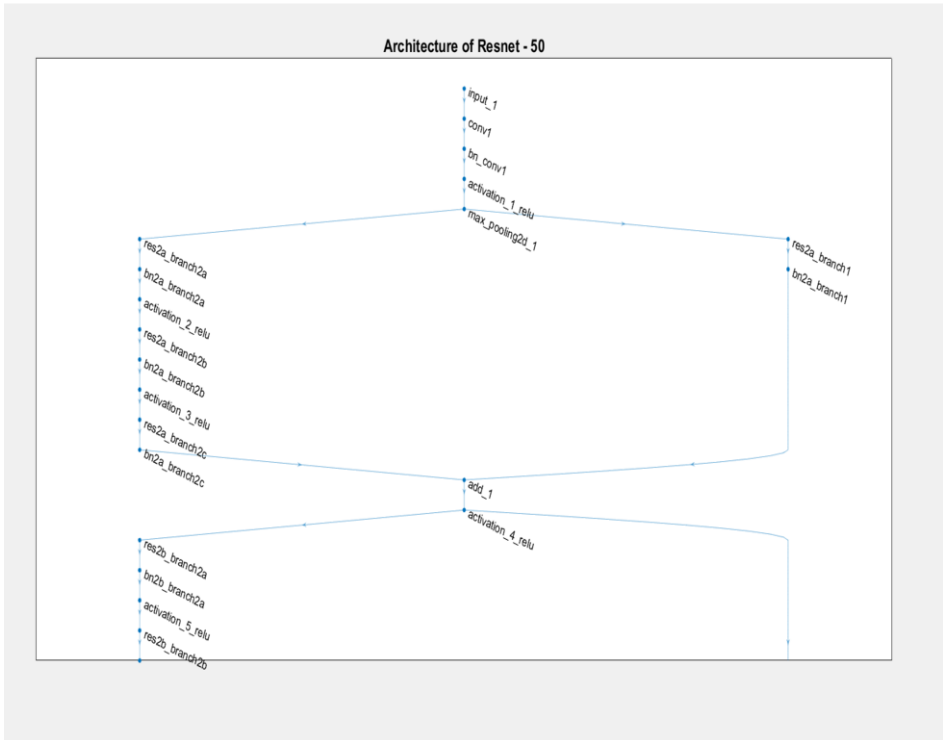 Architecture of Resnet - 50
input_1
conv1
bn_conv1
activation_1_relu
max_pooling2d_1
res2a_branch2a
bn2a_branch2a
activation_2_relu
res2a_branch2b
bn2a_branch2b
activation_3_relu
res2a_branch2c
bn2a_branch2c
res2a_branch1
bn2a_branch1
add_1
activation_4_relu
res2b_branch2a
bn2b_branch2a
activation_5_relu
res2b_branch2b